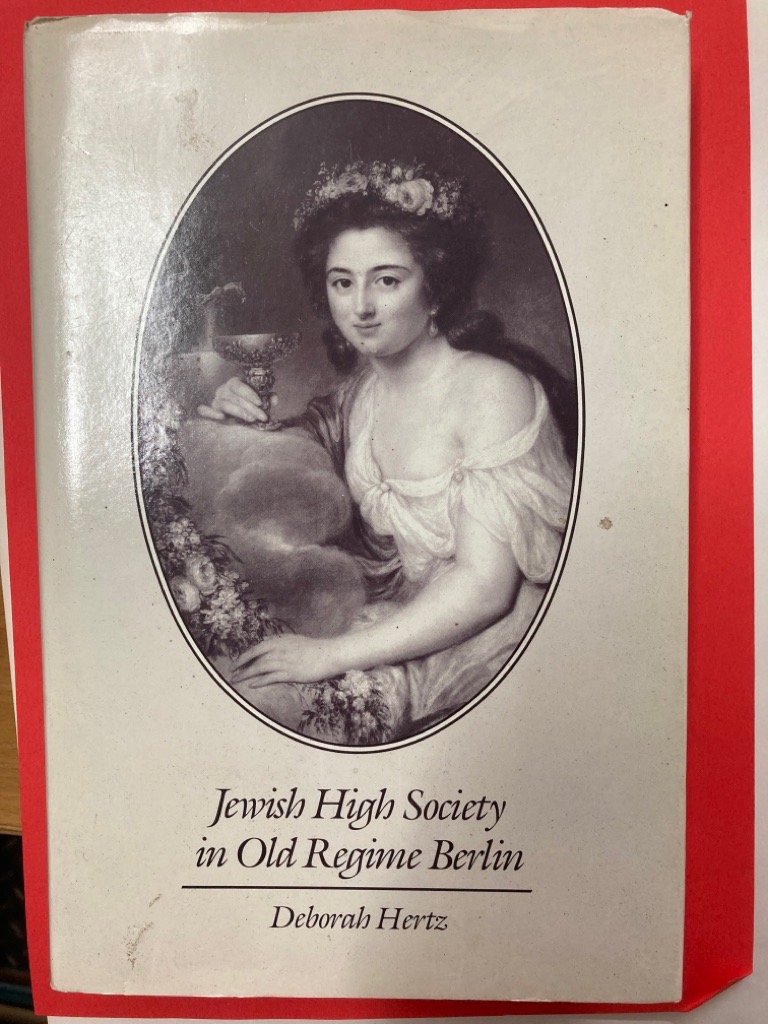 Jewish High Society
in Old Regime Berlin
Deborah Hertz